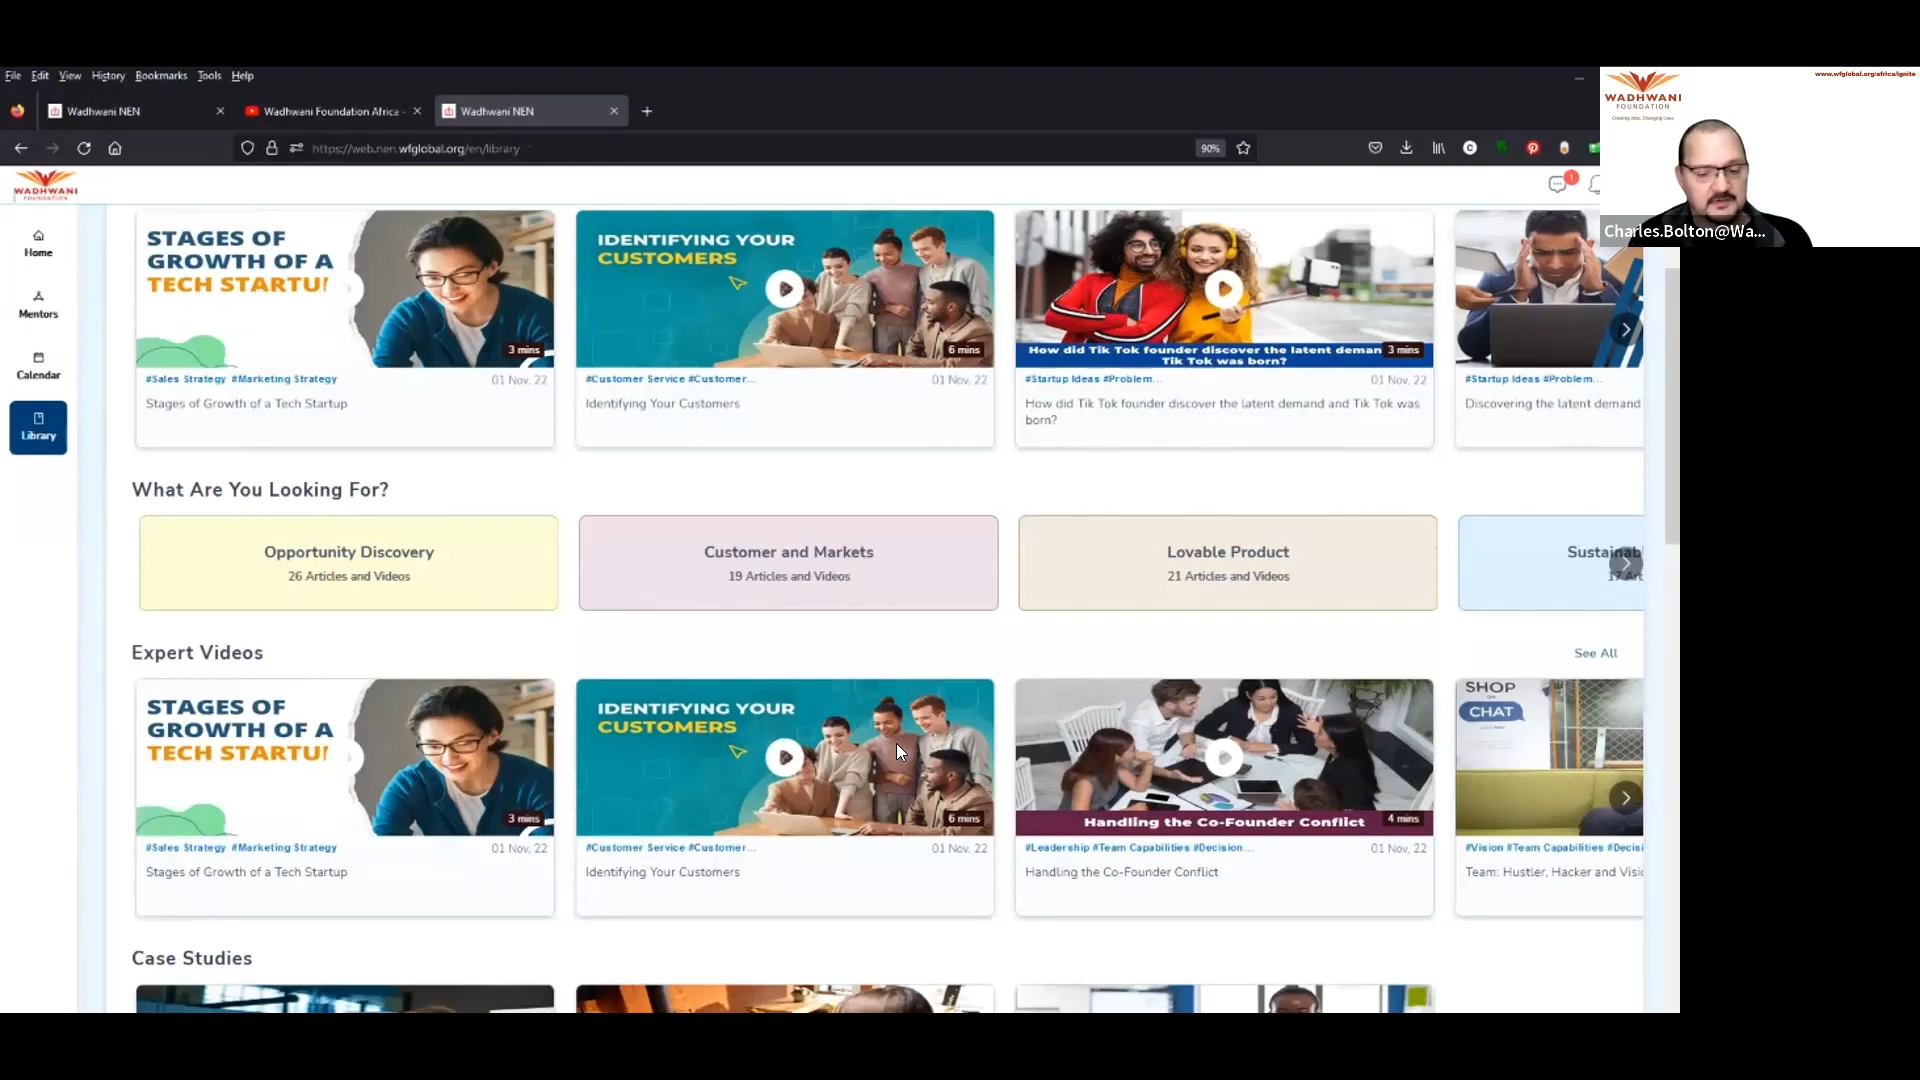 File Edit View History Bookmarks Tools Help
WADHWANI
FOUNDATION
Creating Jobs. Changing Lives
www.wfglobal.org/africa/ignite
Wadhwani NEN
Wadhwani Foundation Africa -
Wadhwani NEN
https://web.nen.wfglobal.org/en/library
90%
Charles.Bolton@Wa...
WADHWANI
FOUNDATION
1
Home
Mentors
Calendar
Library
STAGES OF
GROWTH OF A
TECH STARTU
3 mins
#Sales Strategy #Marketing Strategy
01 Nov, 22
Stages of Growth of a Tech Startup
IDENTIFYING YOUR
CUSTOMERS
6 mins
#Customer Service #Customer...
01 Nov, 22
Identifying Your Customers
How did Tik Tok founder discover the latent deman
Tik Tok was born?
3 mins
#Startup Ideas #Problem...
01 Nov, 22
How did Tik Tok founder discover the latent demand and Tik Tok was
born?
#Startup Ideas #Problem...
Discovering the latent demand
What Are You Looking For?
Opportunity Discovery
26 Articles and Videos
Customer and Markets
19 Articles and Videos
Lovable Product
21 Articles and Videos
Sustainabl
17 Art
Expert Videos
See All
STAGES OF
GROWTH OF A
TECH STARTU
3 mins
#Sales Strategy #Marketing Strategy
01 Nov, 22
Stages of Growth of a Tech Startup
IDENTIFYING YOUR
CUSTOMERS
6 mins
#Customer Service #Customer...
01 Nov, 22
Identifying Your Customers
Handling the Co-Founder Conflict
4 mins
#Leadership #Team Capabilities #Decision...
01 Nov, 22
Handling the Co-Founder Conflict
SHOP
CHAT
#Vision #Team Capabilities #Decisi
Team: Hustler, Hacker and Visi
Case Studies